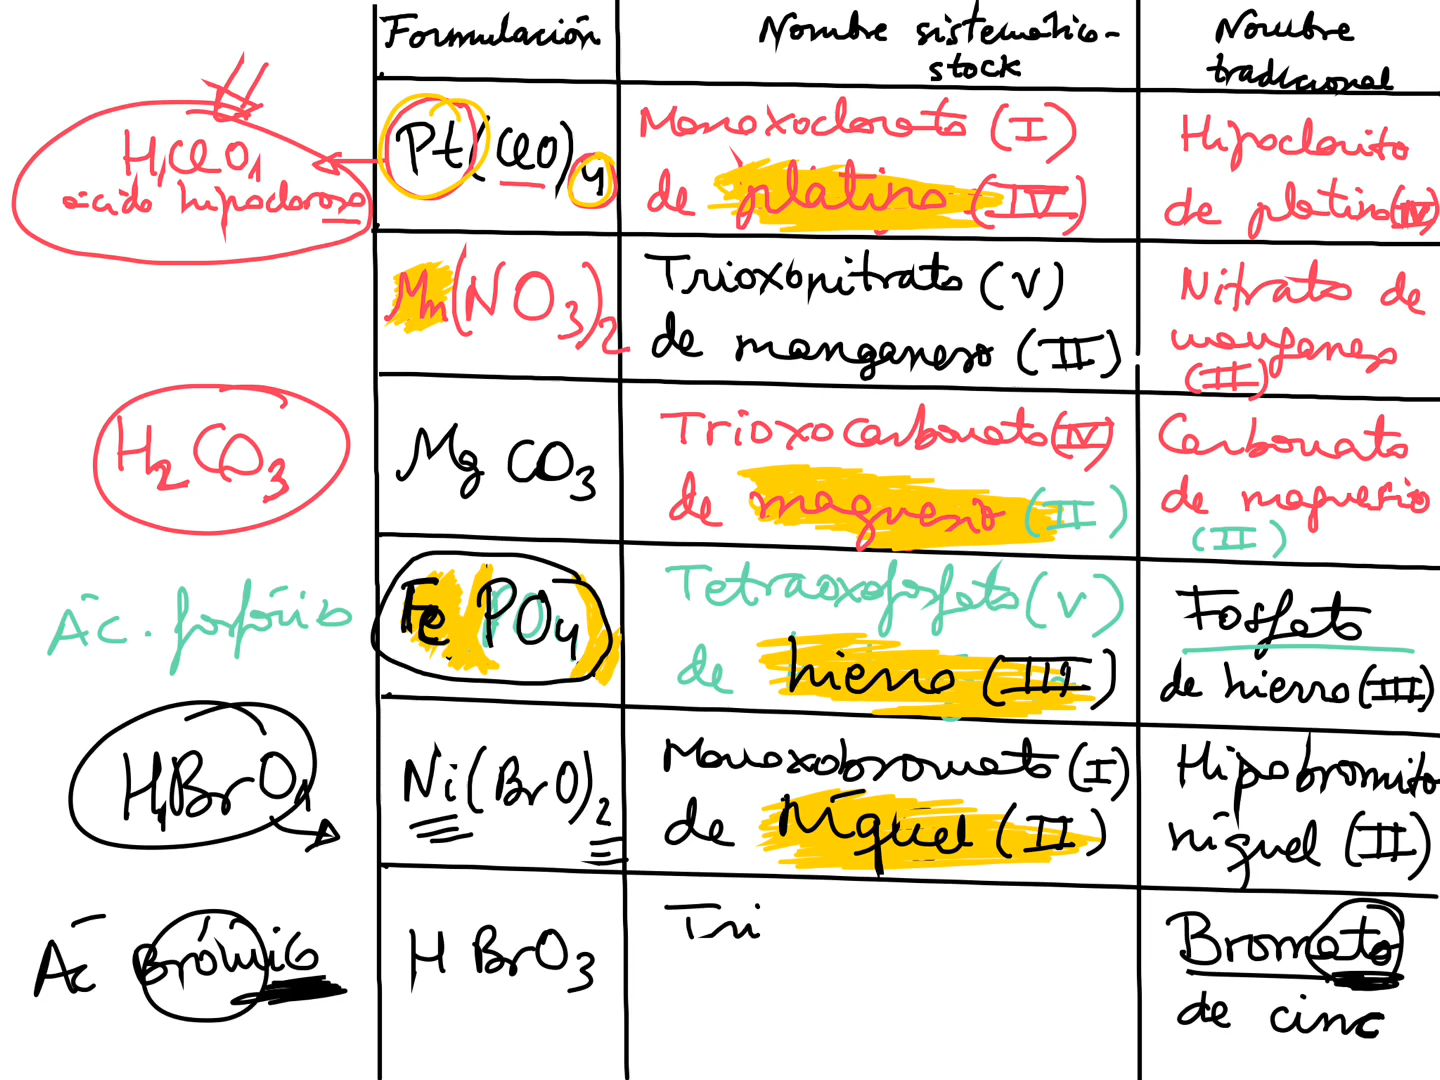 Formulación
Nombre sistemático-
stock
Nombre
tradicional
H1ClO1
ácido hipocloroso
Pt(ClO)4
Monoxoclorato (I)
de platino (IV)
Hipoclorito
de platino (IV)
Mn(NO3)2
Trioxonitrato (V)
de manganeso (II)
Nitrato de
manganeso
(II)
H2CO3
MgCO3
Trioxocarbonato (IV)
de magnesio (II)
Carbonato
de magnesio
(II)
Ác. fosfórico
FePO4
Tetraoxofosfato (V)
de hierro (III)
Fosfato
de hierro (III)
H1BrO1
Ni(BrO)2
Monoxobromato (I)
de níquel (II)
Hipobromito
níquel (II)
Ác Brómico
HBrO3
Tri
Bromato
de cinc